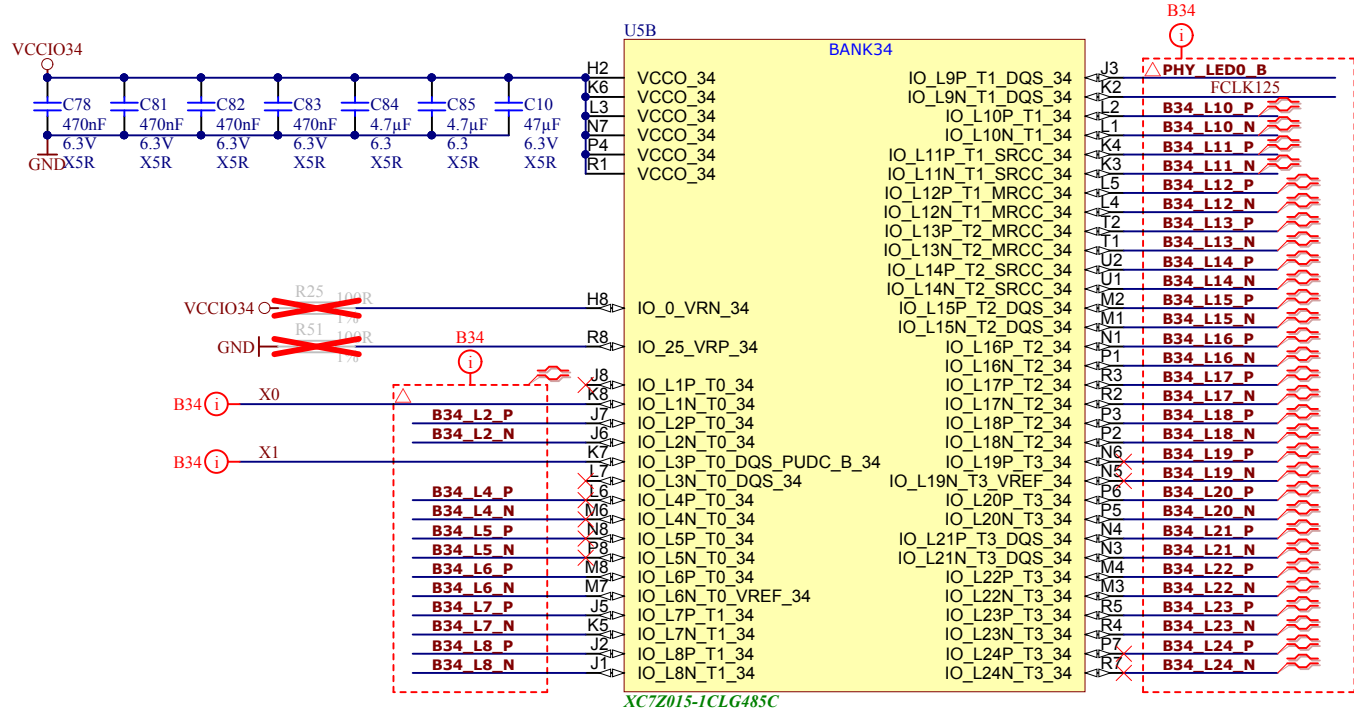 B34
U5B
BANK34
VCCIO34
C78
470nF
6.3V
X5R
C81
470nF
6.3V
X5R
C82
470nF
6.3V
X5R
C83
470nF
6.3V
X5R
C84
4.7µF
6.3
X5R
C85
4.7µF
6.3
X5R
C10
47µF
6.3V
X5R
GND
H2 VCCO_34
K6 VCCO_34
L3 VCCO_34
N7 VCCO_34
P4 VCCO_34
R1 VCCO_34
VCCIO34 R25 100R 1% H8 IO_0_VRN_34
GND R51 100R 1% R8 IO_25_VRP_34
B34
J8 IO_L1P_T0_34
B34 X0 K8 IO_L1N_T0_34
B34_L2_P J7 IO_L2P_T0_34
B34_L2_N J6 IO_L2N_T0_34
B34 X1 K7 IO_L3P_T0_DQS_PUDC_B_34
L7 IO_L3N_T0_DQS_34
B34_L4_P L6 IO_L4P_T0_34
B34_L4_N M6 IO_L4N_T0_34
B34_L5_P N8 IO_L5P_T0_34
B34_L5_N P8 IO_L5N_T0_34
B34_L6_P M8 IO_L6P_T0_34
B34_L6_N M7 IO_L6N_T0_VREF_34
B34_L7_P J5 IO_L7P_T1_34
B34_L7_N K5 IO_L7N_T1_34
B34_L8_P J2 IO_L8P_T1_34
B34_L8_N J1 IO_L8N_T1_34
IO_L9P_T1_DQS_34 J3 PHY_LED0_B
IO_L9N_T1_DQS_34 K2 FCLK125
IO_L10P_T1_34 L2 B34_L10_P
IO_L10N_T1_34 L1 B34_L10_N
IO_L11P_T1_SRCC_34 K4 B34_L11_P
IO_L11N_T1_SRCC_34 K3 B34_L11_N
IO_L12P_T1_MRCC_34 L5 B34_L12_P
IO_L12N_T1_MRCC_34 L4 B34_L12_N
IO_L13P_T2_MRCC_34 T2 B34_L13_P
IO_L13N_T2_MRCC_34 T1 B34_L13_N
IO_L14P_T2_SRCC_34 U2 B34_L14_P
IO_L14N_T2_SRCC_34 U1 B34_L14_N
IO_L15P_T2_DQS_34 M2 B34_L15_P
IO_L15N_T2_DQS_34 M1 B34_L15_N
IO_L16P_T2_34 N1 B34_L16_P
IO_L16N_T2_34 P1 B34_L16_N
IO_L17P_T2_34 R3 B34_L17_P
IO_L17N_T2_34 R2 B34_L17_N
IO_L18P_T2_34 P3 B34_L18_P
IO_L18N_T2_34 P2 B34_L18_N
IO_L19P_T3_34 N6 B34_L19_P
IO_L19N_T3_VREF_34 N5 B34_L19_N
IO_L20P_T3_34 P6 B34_L20_P
IO_L20N_T3_34 P5 B34_L20_N
IO_L21P_T3_DQS_34 N4 B34_L21_P
IO_L21N_T3_DQS_34 N3 B34_L21_N
IO_L22P_T3_34 M4 B34_L22_P
IO_L22N_T3_34 M3 B34_L22_N
IO_L23P_T3_34 R5 B34_L23_P
IO_L23N_T3_34 R4 B34_L23_N
IO_L24P_T3_34 P7 B34_L24_P
IO_L24N_T3_34 R7 B34_L24_N
XC7Z015-1CLG485C